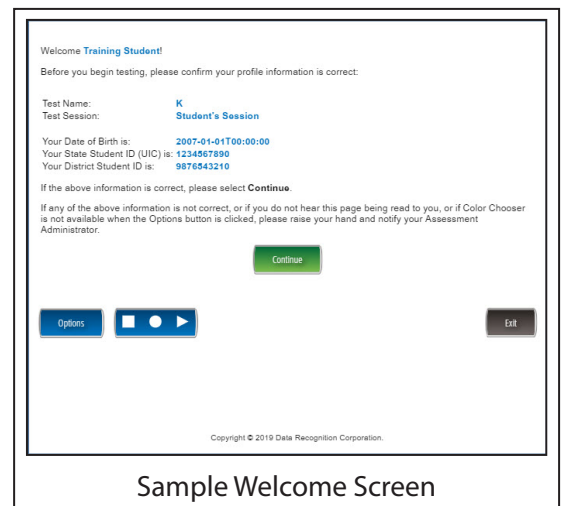 Welcome Training Student!
Before you begin testing, please confirm your profile information is correct:
Test Name: K
Test Session: Student's Session
Your Date of Birth is: 2007-01-01T00:00:00
Your State Student ID (UIC) is: 1234567890
Your District Student ID is: 9876543210
If the above information is correct, please select Continue.
If any of the above information is not correct, or if you do not hear this page being read to you, or if Color Chooser
is not available when the Options button is clicked, please raise your hand and notify your Assessment
Administrator.
Continue
Options
Exit
Copyright © 2019 Data Recognition Corporation.
Sample Welcome Screen